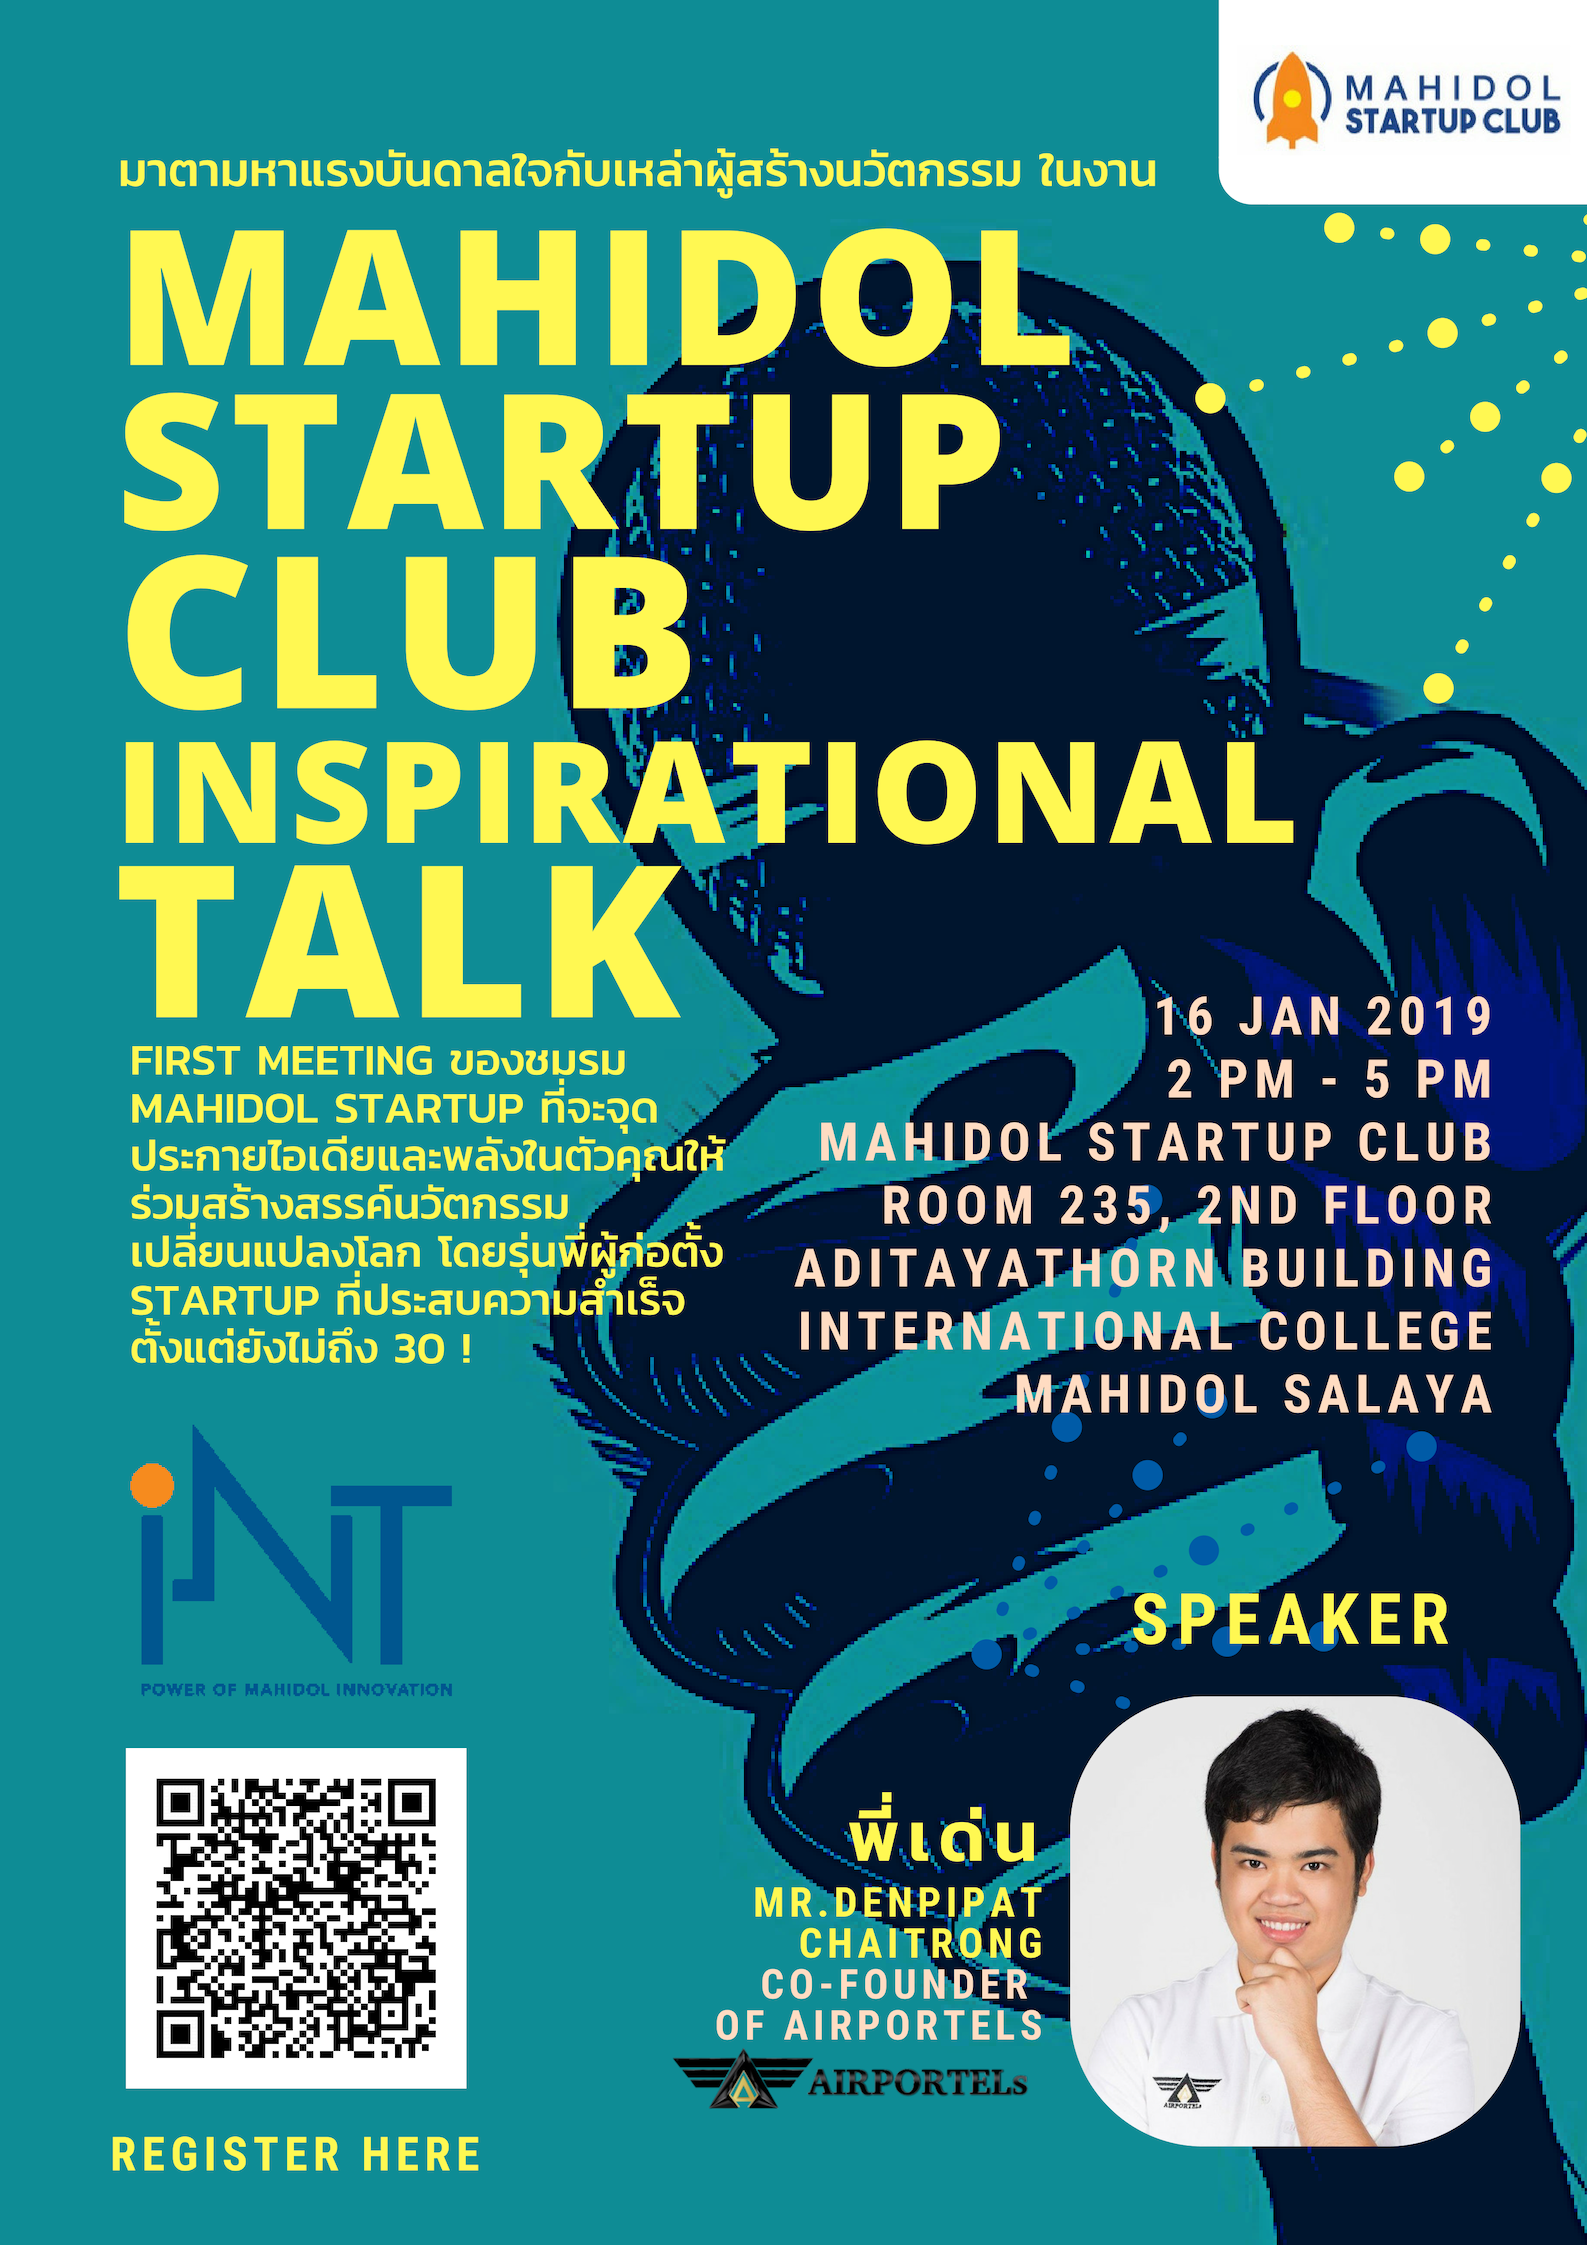 MAHIDOL
STARTUP CLUB
มาตามหาแรงบันดาลใจกับเหล่าผู้สร้างนวัตกรรม ในงาน
MAHIDOL
STARTUP
CLUB
INSPIRATIONAL
TALK
FIRST MEETING ของชมรม
MAHIDOL STARTUP ที่จะจุด
ประกายไอเดียและพลังในตัวคุณให้
ร่วมสร้างสรรค์นวัตกรรม
เปลี่ยนแปลงโลก โดยรุ่นพี่ผู้ก่อตั้ง
STARTUP ที่ประสบความสำเร็จ
ตั้งแต่ยังไม่ถึง 30 !
16 JAN 2019
2 PM - 5 PM
MAHIDOL STARTUP CLUB
ROOM 235, 2ND FLOOR
ADITAYATHORN BUILDING
INTERNATIONAL COLLEGE
MAHIDOL SALAYA
iNT
POWER OF MAHIDOL INNOVATION
SPEAKER
พี่เด่น
MR.DENPIPAT
CHAITRONG
CO-FOUNDER
OF AIRPORTELS
AIRPORTELs
AIRPORTELs
REGISTER HERE